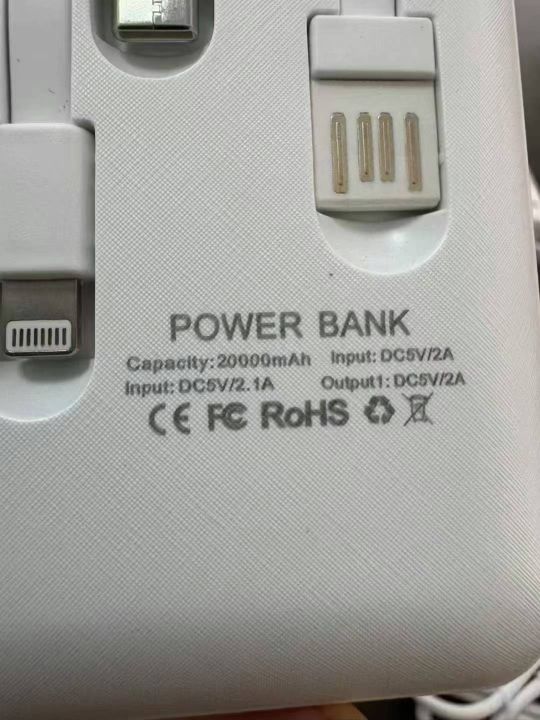 POWER BANK
Capacity: 20000mAh Input: DC5V/2A
Input: DC5V/2.1A Output1: DC5V/2A
CE FC RoHS